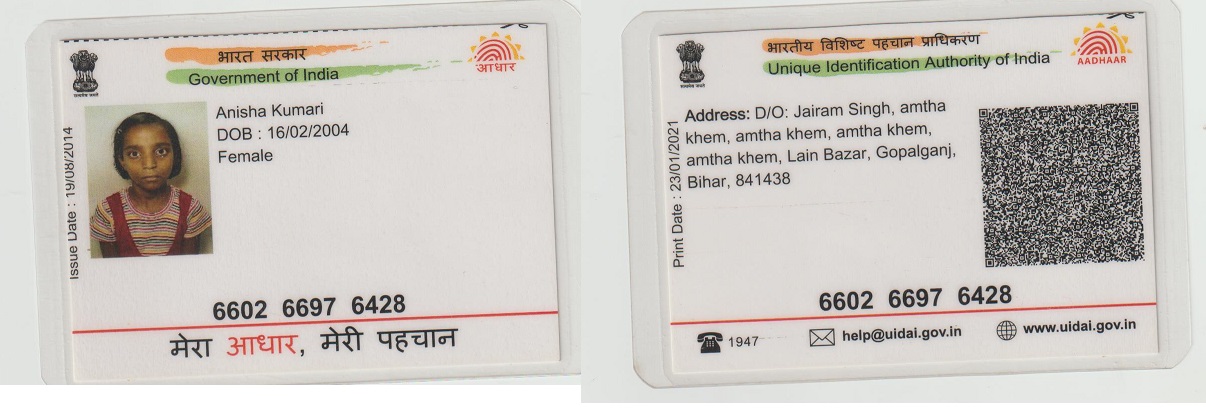 भारत सरकार
Government of India
आधार
Issue Date : 19/08/2014
Anisha Kumari
DOB : 16/02/2004
Female
6602 6697 6428
मेरा आधार, मेरी पहचान
भारतीय विशिष्ट पहचान प्राधिकरण
Unique Identification Authority of India
AADHAAR
Print Date : 23/01/2021
Address: D/O: Jairam Singh, amtha
khem, amtha khem, amtha khem,
amtha khem, Lain Bazar, Gopalganj,
Bihar, 841438
6602 6697 6428
1947
help@uidai.gov.in
www.uidai.gov.in